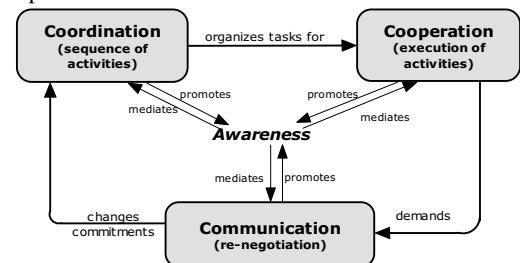 Coordination
(sequence of
activities)
organizes tasks for
Cooperation
(execution of
activities)
promotes
mediates
promotes
mediates
Awareness
mediates
promotes
changes
commitments
Communication
(re-negotiation)
demands